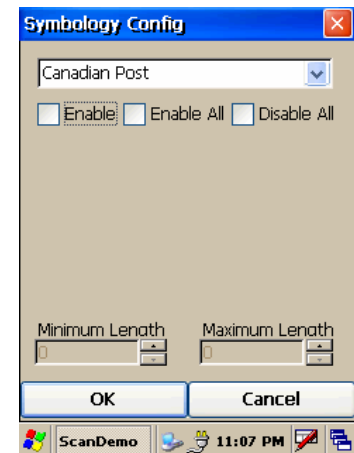 Symbology Config
Canadian Post
Enable Enable All Disable All
Minimum Length Maximum Length
0 0
OK Cancel
ScanDemo 11:07 PM